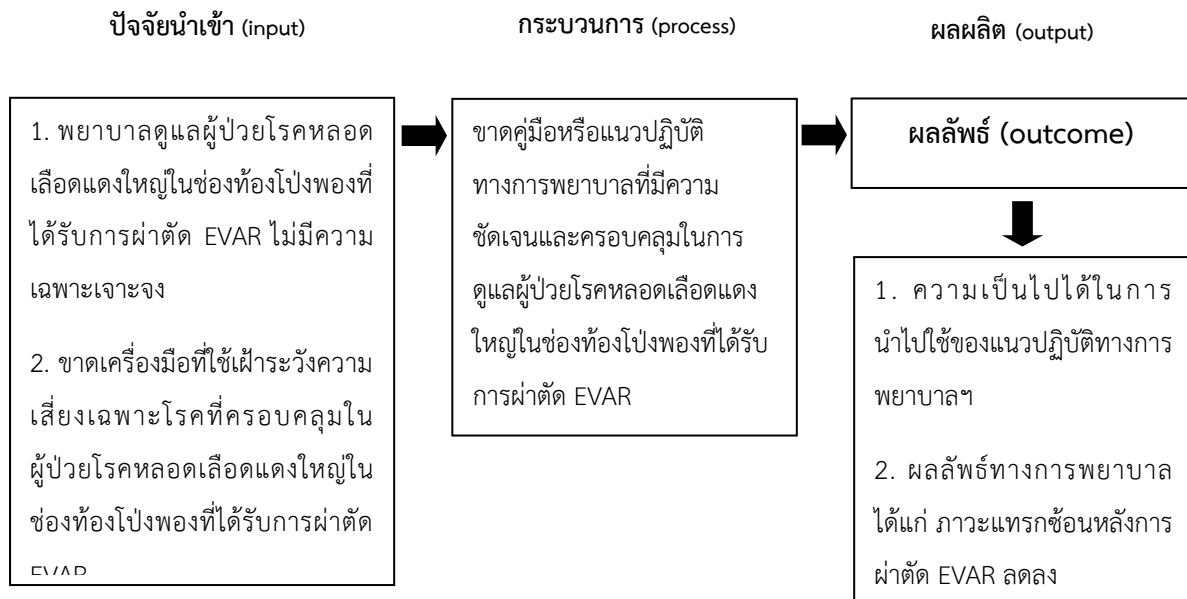 ปัจจัยนำเข้า (input)
กระบวนการ (process)
ผลผลิต (output)
1. พยาบาลดูแลผู้ป่วยโรคหลอด
เลือดแดงใหญ่ในช่องท้องโป่งพองที่
ได้รับการผ่าตัด EVAR ไม่มีความ
เฉพาะเจาะจง
2. ขาดเครื่องมือที่ใช้เฝ้าระวังความ
เสี่ยงเฉพาะโรคที่ครอบคลุมใน
ผู้ป่วยโรคหลอดเลือดแดงใหญ่ใน
ช่องท้องโป่งพองที่ได้รับการผ่าตัด
EVAR
ขาดคู่มือหรือแนวปฏิบัติ
ทางการพยาบาลที่มีความ
ชัดเจนและครอบคลุมในการ
ดูแลผู้ป่วยโรคหลอดเลือดแดง
ใหญ่ในช่องท้องโป่งพองที่ได้รับ
การผ่าตัด EVAR
ผลลัพธ์ (outcome)
1. ความเป็นไปได้ในการ
นำไปใช้ของแนวปฏิบัติทางการ
พยาบาลฯ
2. ผลลัพธ์ทางการพยาบาล
ได้แก่ ภาวะแทรกซ้อนหลังการ
ผ่าตัด EVAR ลดลง